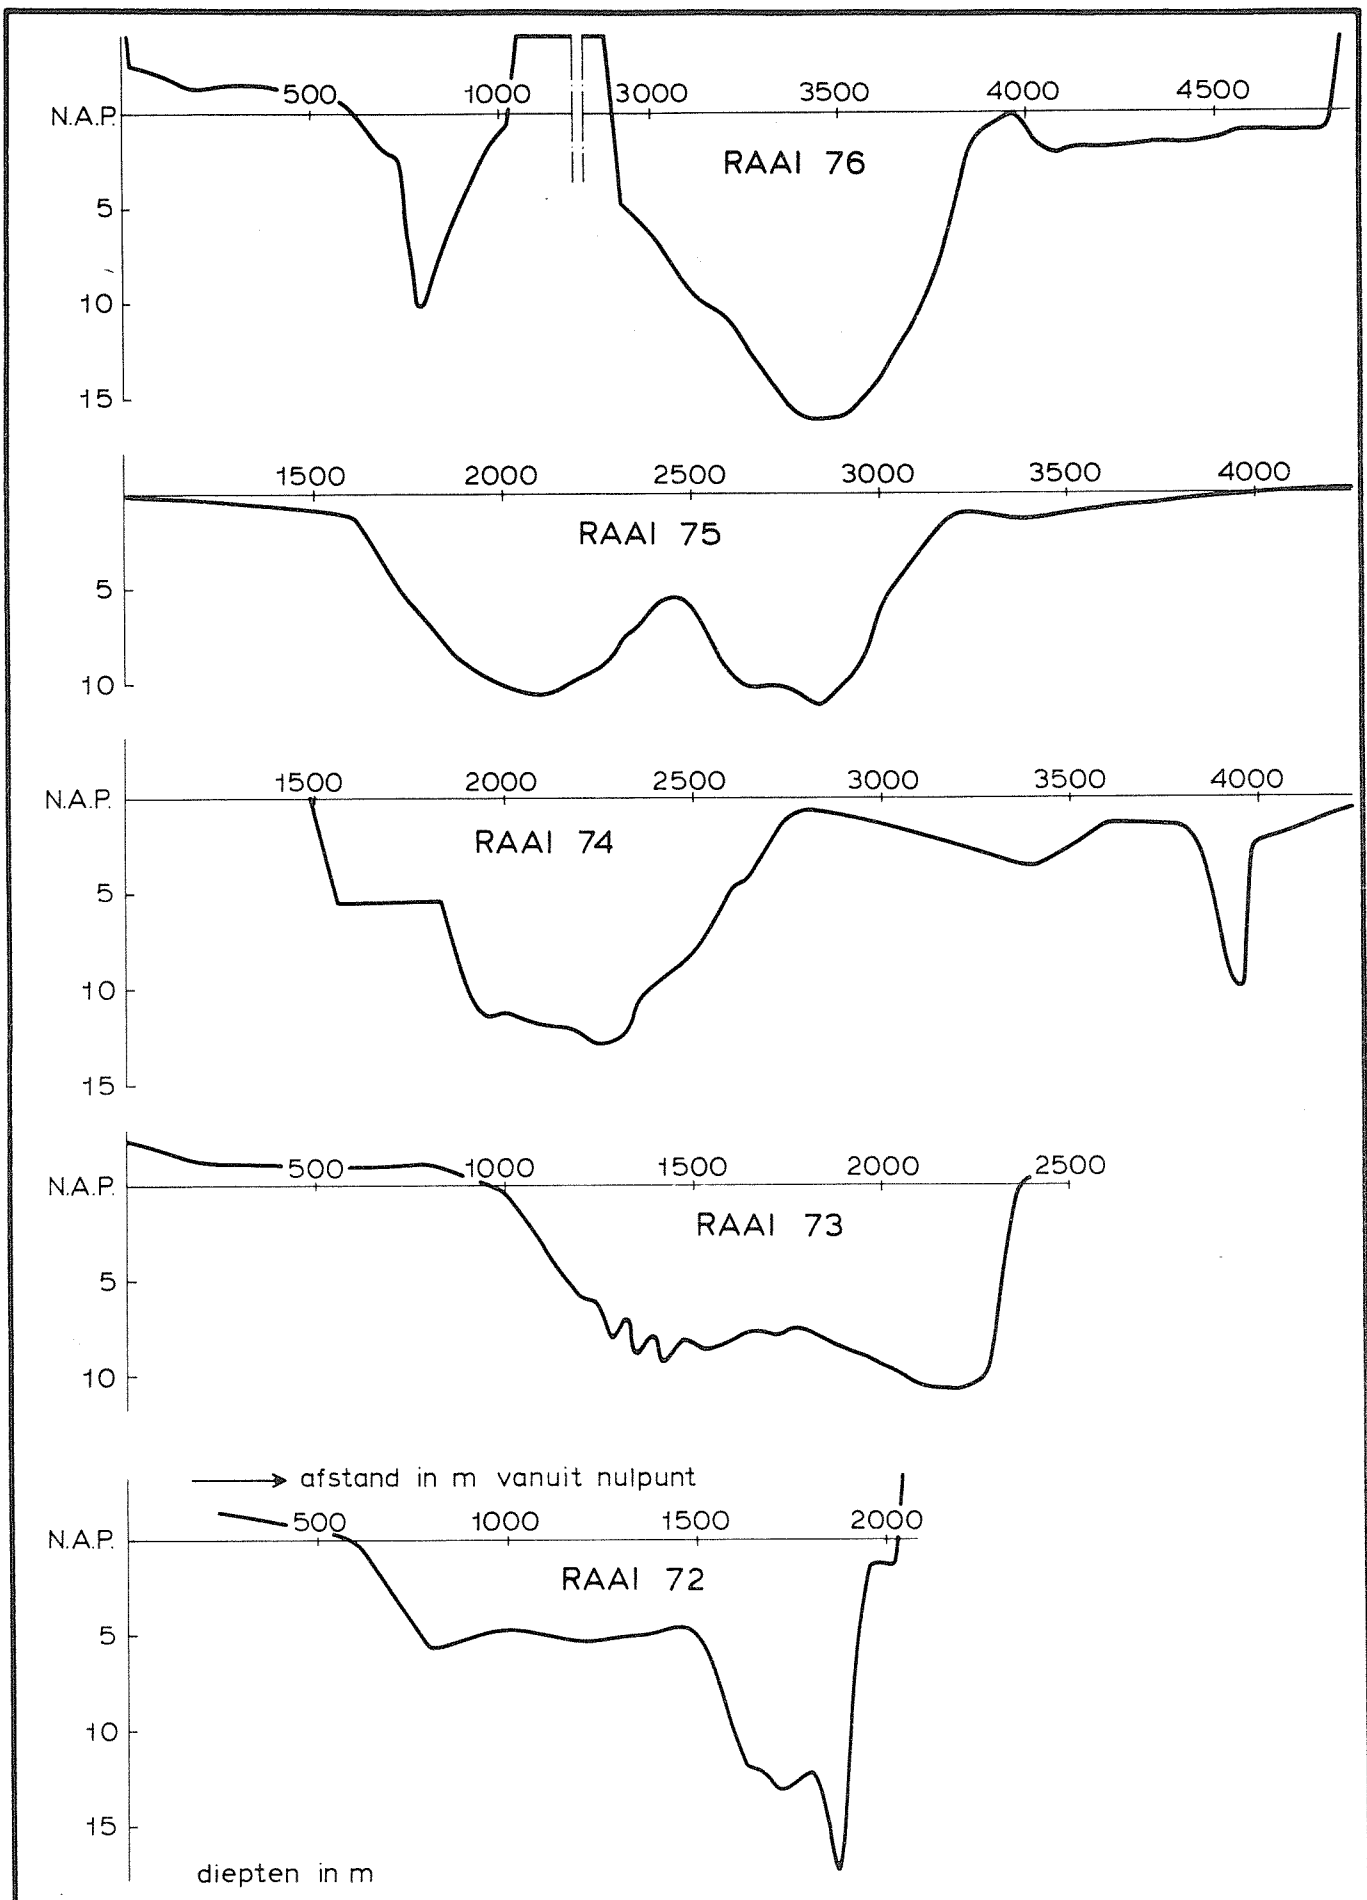 500 1000 3000 3500 4000 4500
N.A.P.
RAAI 76
5
10
15
1500 2000 2500 3000 3500 4000
RAAI 75
5
10
1500 2000 2500 3000 3500 4000
N.A.P.
RAAI 74
5
10
15
500 1000 1500 2000 2500
N.A.P.
RAAI 73
5
10
afstand in m vanuit nulpunt
500 1000 1500 2000
N.A.P.
RAAI 72
5
10
15
diepten in m